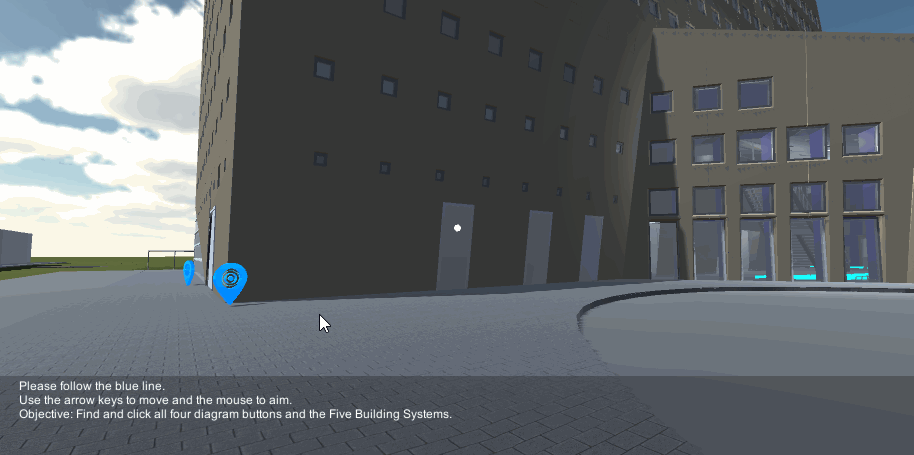 Please follow the blue line.
Use the arrow keys to move and the mouse to aim.
Objective: Find and click all four diagram buttons and the Five Building Systems.